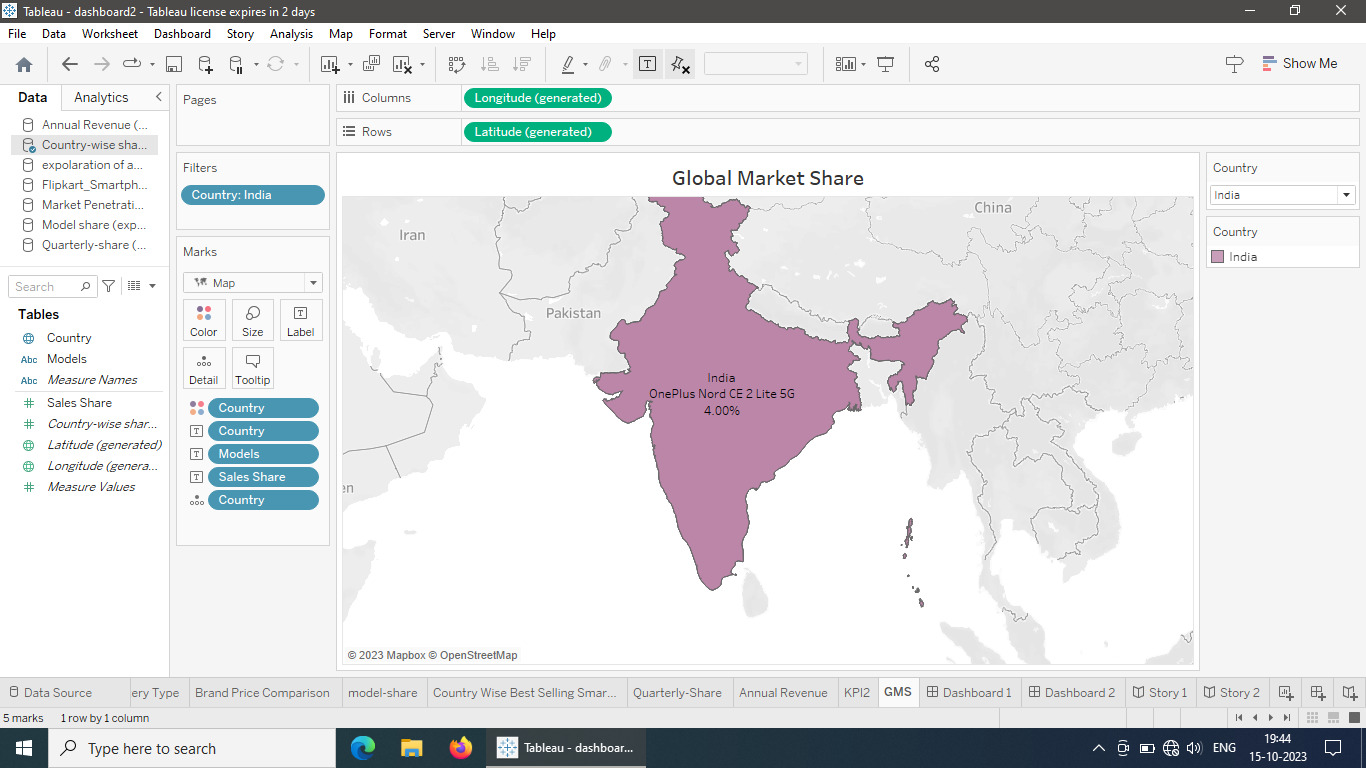 Tableau - dashboard2 - Tableau license expires in 2 days
File Data Worksheet Dashboard Story Analysis Map Format Server Window Help
Show Me
Data Analytics
Annual Revenue (...
Country-wise sha...
expolaration of a...
Flipkart_Smartph...
Market Penetrati...
Model share (exp...
Quarterly-share (...
Search
Tables
Country
Abc Models
Abc Measure Names
Sales Share
Country-wise shar...
Latitude (generated)
Longitude (genera...
Measure Values
Pages
Filters
Country: India
Marks
Map
Color Size Label
Detail Tooltip
Country
Country
Models
Sales Share
Country
Columns Longitude (generated)
Rows Latitude (generated)
Global Market Share
China
Iran
Pakistan
India
OnePlus Nord CE 2 Lite 5G
4.00%
en
© 2023 Mapbox © OpenStreetMap
Country
India
Country
India
Data Source ery Type Brand Price Comparison model-share Country Wise Best Selling Smar... Quarterly-Share Annual Revenue KPI2 GMS Dashboard 1 Dashboard 2 Story 1 Story 2
5 marks 1 row by 1 column
Type here to search
Tableau - dashboar...
ENG
19:44
15-10-2023